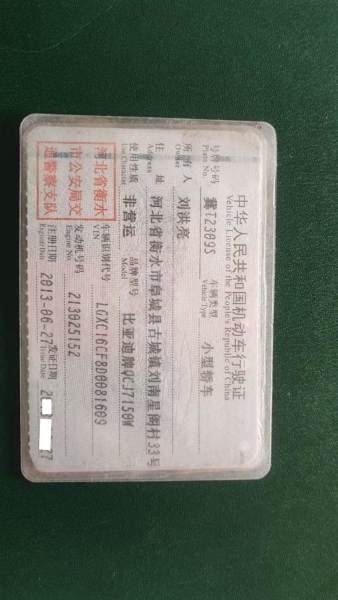 中华人民共和国机动车行驶证
Vehicle License of the People's Republic of China
号牌号码 冀T2309S 车辆类型 小型轿车
Plate No. Vehicle Type
所有人 刘洪亮
Owner
住址 河北省衡水市阜城县古城镇刘南星阁村33号
Address
使用性质 非营运 品牌型号 比亚迪牌QCJ7150W
Use Character Model
河北省衡水
市公安局交
通警察支队
车辆识别代号 LGXC16CF8D0081609
VIN
发动机号码 213025152
Engine No.
注册日期 2013-06-27 发证日期
Register Date Issue Date